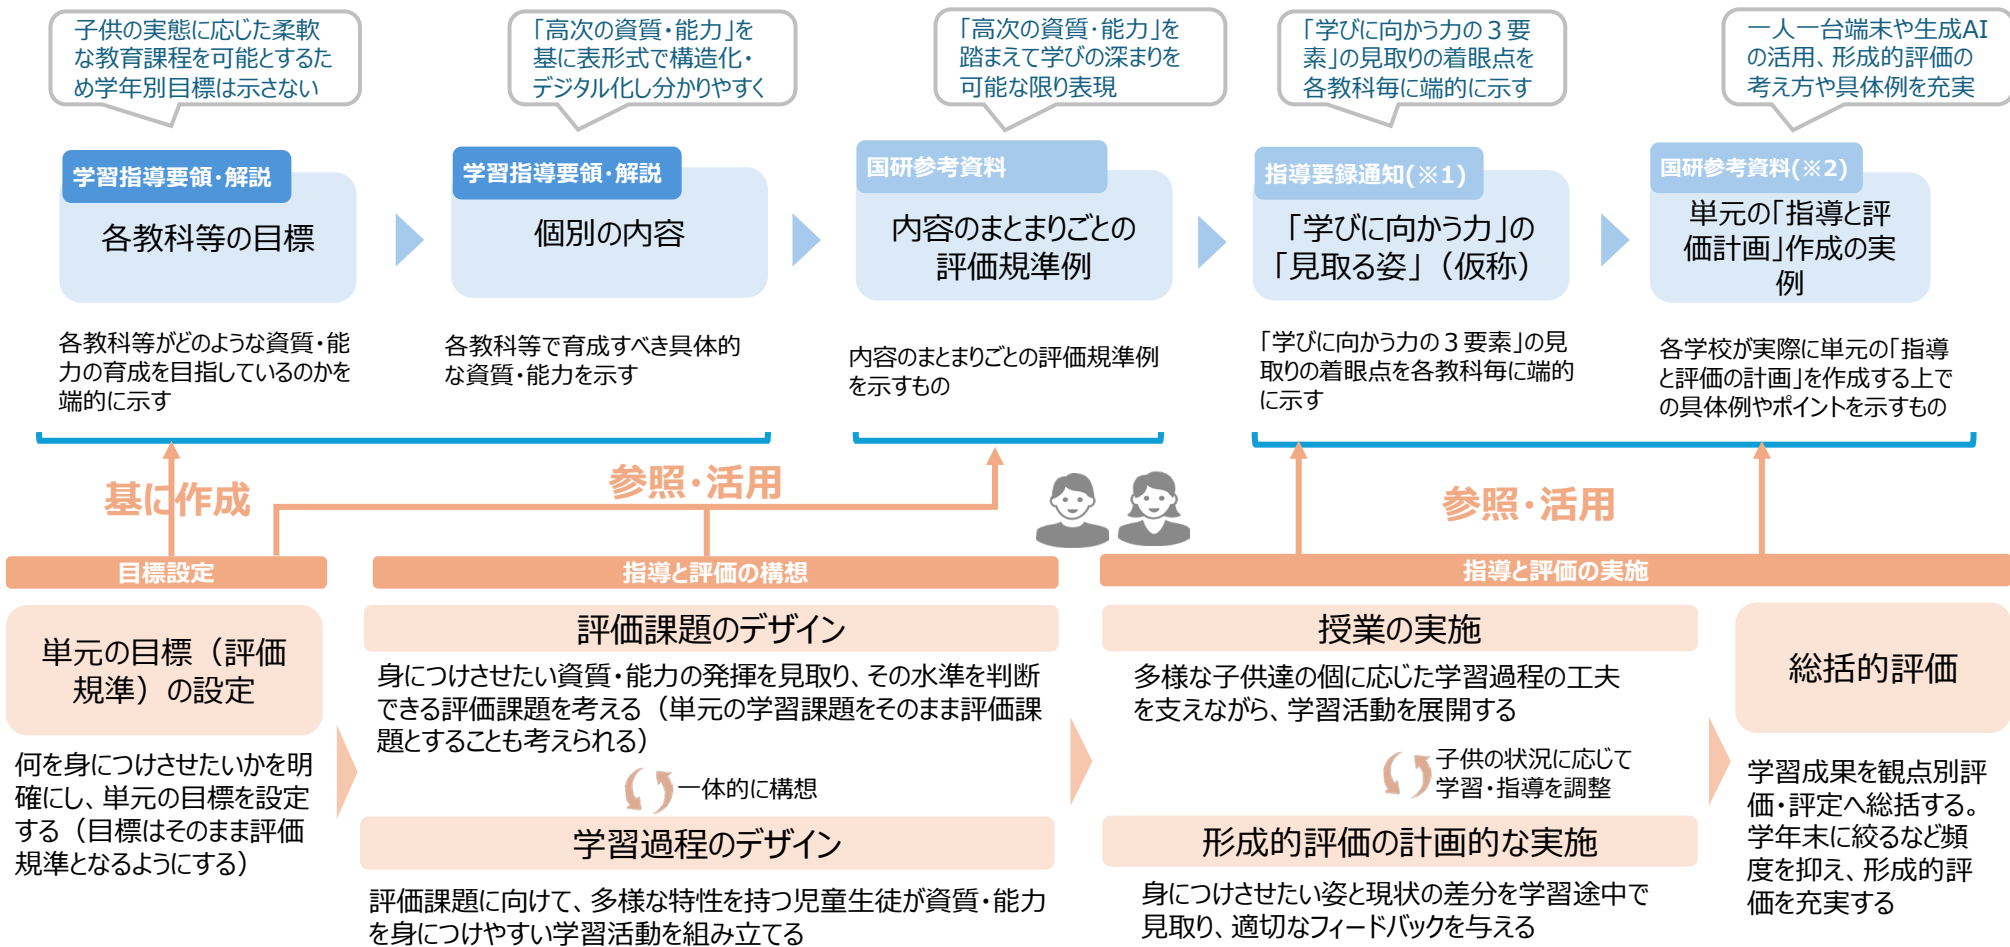 子供の実態に応じた柔軟
な教育課程を可能とするた
め学年別目標は示さない
「高次の資質・能力」を
基に表形式で構造化・
デジタル化し分かりやすく
「高次の資質・能力」を
踏まえて学びの深まりを
可能な限り表現
「学びに向かう力の３要
素」の見取りの着眼点を
各教科毎に端的に示す
一人一台端末や生成AI
の活用、形成的評価の
考え方や具体例を充実
学習指導要領・解説
各教科等の目標
学習指導要領・解説
個別の内容
国研参考資料
内容のまとまりごとの
評価規準例
指導要録通知(※1)
「学びに向かう力」の
「見取る姿」（仮称）
国研参考資料(※2)
単元の「指導と評
価計画」作成の実
例
各教科等がどのような資質・能
力の育成を目指しているのかを
端的に示す
各教科等で育成すべき具体的
な資質・能力を示す
内容のまとまりごとの評価規準例
を示すもの
「学びに向かう力の３要素」の見
取りの着眼点を各教科毎に端的
に示す
各学校が実際に単元の「指導
と評価の計画」を作成する上で
の具体例やポイントを示すもの
基に作成
参照・活用
参照・活用
目標設定
指導と評価の構想
指導と評価の実施
単元の目標（評価
規準）の設定
何を身につけさせたいかを明
確にし、単元の目標を設定
する（目標はそのまま評価
規準となるようにする）
評価課題のデザイン
身につけさせたい資質・能力の発揮を見取り、その水準を判断
できる評価課題を考える（単元の学習課題をそのまま評価課
題とすることも考えられる）
一体的に構想
学習過程のデザイン
評価課題に向けて、多様な特性を持つ児童生徒が資質・能力
を身につけやすい学習活動を組み立てる
授業の実施
多様な子供達の個に応じた学習過程の工夫
を支えながら、学習活動を展開する
子供の状況に応じて
学習・指導を調整
形成的評価の計画的な実施
身につけさせたい姿と現状の差分を学習途中で
見取り、適切なフィードバックを与える
総括的評価
学習成果を観点別評
価・評定へ総括する。
学年末に絞るなど頻
度を抑え、形成的評
価を充実する